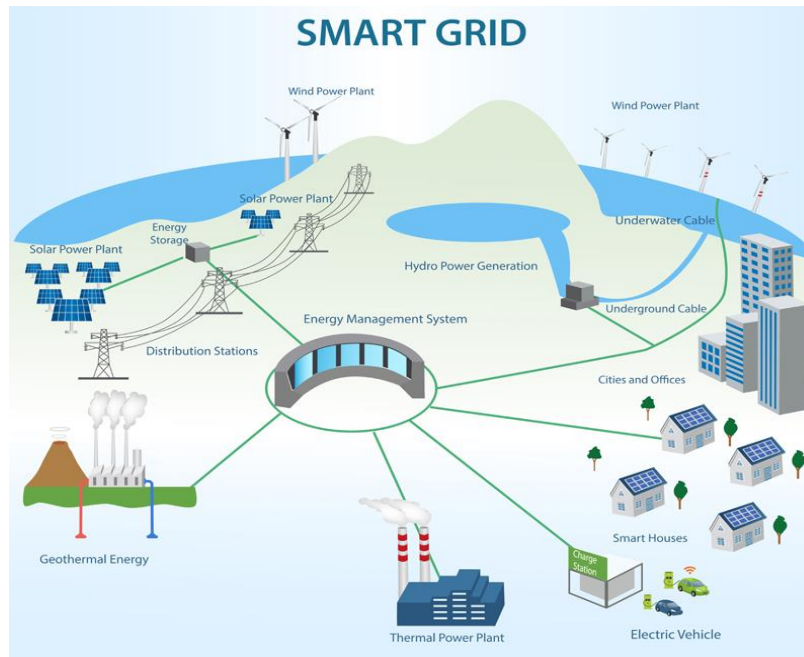 SMART GRID
Wind Power Plant
Wind Power Plant
Solar Power Plant
Underwater Cable
Energy
Storage
Solar Power Plant
Hydro Power Generation
Underground Cable
Energy Management System
Distribution Stations
Cities and Offices
Smart Houses
Geothermal Energy
Charge
Station
Thermal Power Plant
Electric Vehicle